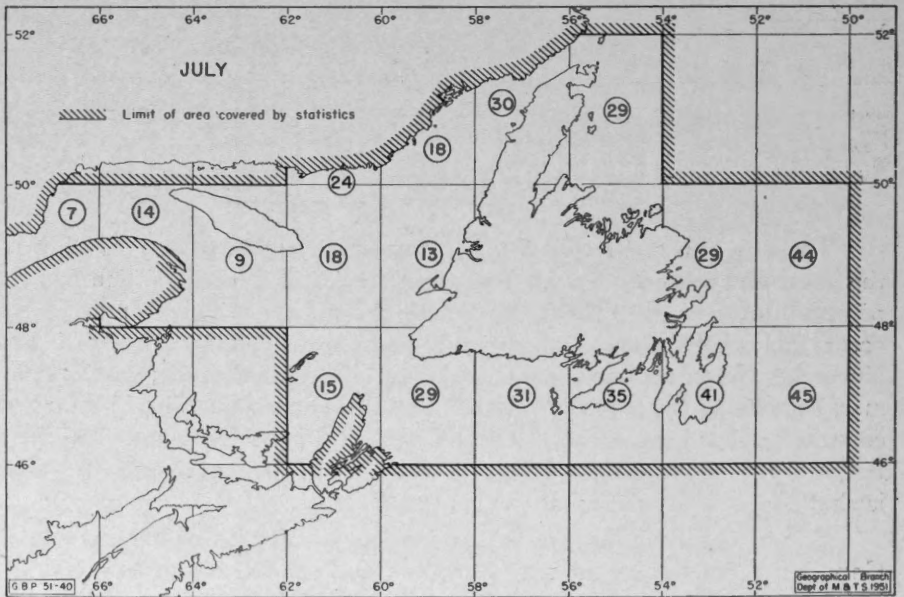 66° 64° 62° 60° 58° 56° 54° 52° 50°
52° 52°
JULY
Limit of area covered by statistics
30 29
18
24
50° 50°
7 14
9 18 13 29 44
48° 48°
15 29 31 35 41 45
46° 46°
66° 64° 62° 60° 58° 56° 54° 52° 50°
G B P 51-40
Geographical Branch
Dept of M & T S 1951